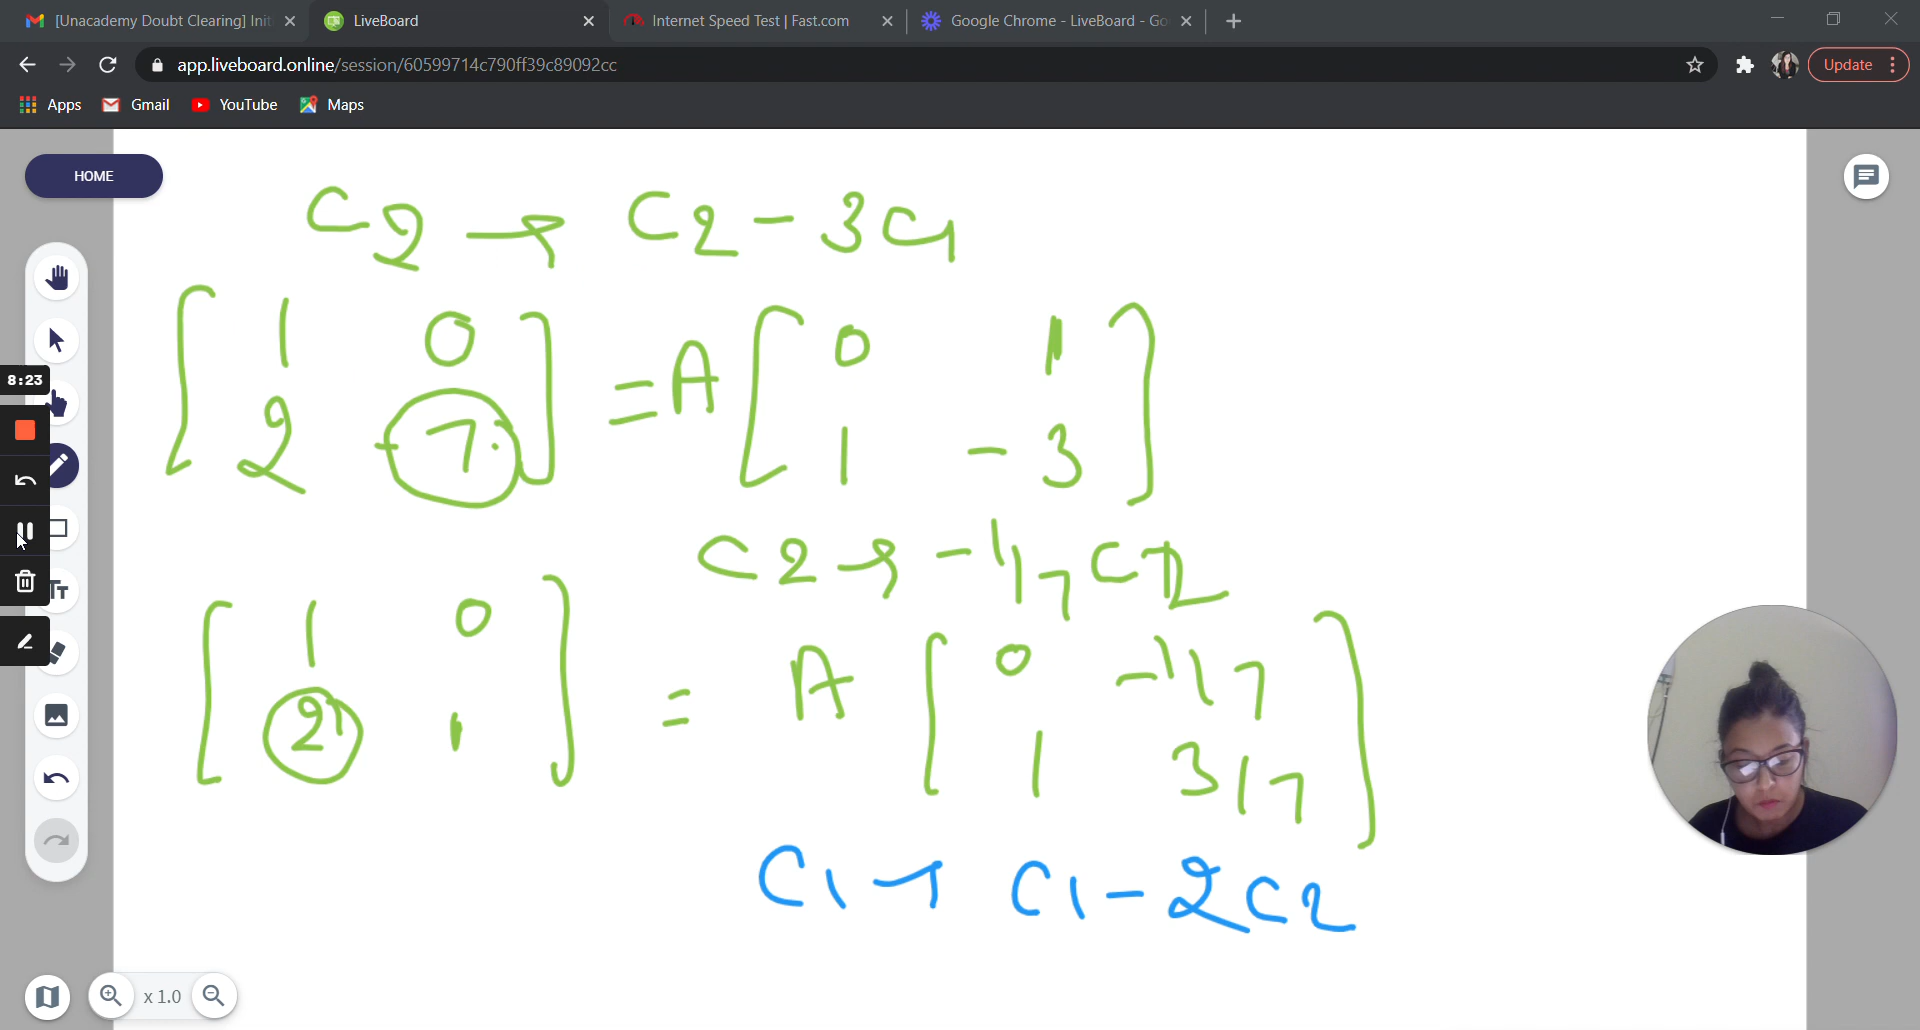 [Unacademy Doubt Clearing] Init
LiveBoard
Internet Speed Test | Fast.com
Google Chrome - LiveBoard - Go
app.liveboard.online/session/60599714c790ff39c89092cc
Update
Apps
Gmail
YouTube
Maps
HOME
C2 → C2 - 3C1
[1 0] = A [0 1]
[2 -7] [1 -3]
8:23
C2 → -1/7 C2
[1 0] = A [0 -1/7]
[2 1] [1 3/7]
Tт
C1 → C1 - 2C2
x 1.0